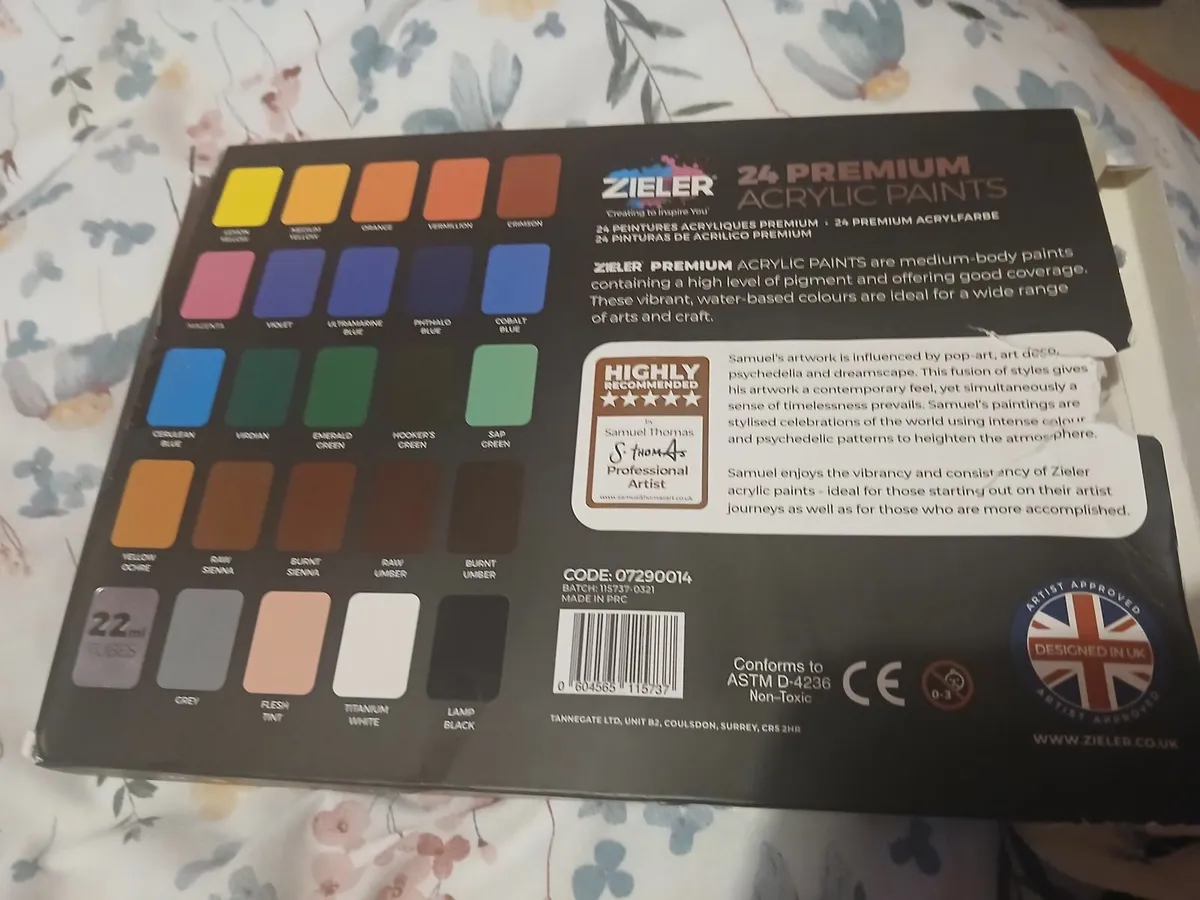 LEMON
YELLOW
MEDIUM
YELLOW
ORANGE
VERMILLION
CRIMSON
MAGENTA
VIOLET
ULTRAMARINE
BLUE
PHTHALO
BLUE
COBALT
BLUE
CERULEAN
BLUE
VIRDIAN
EMERALD
GREEN
HOOKER'S
GREEN
SAP
GREEN
YELLOW
OCHRE
RAW
SIENNA
BURNT
SIENNA
RAW
UMBER
BURNT
UMBER
22ml
TUBES
GREY
FLESH
TINT
TITANIUM
WHITE
LAMP
BLACK
ZIELER®
'Creating to Inspire You'
24 PREMIUM
ACRYLIC PAINTS
24 PEINTURES ACRYLIQUES PREMIUM • 24 PREMIUM ACRYLFARBE
24 PINTURAS DE ACRILICO PREMIUM
ZIELER PREMIUM ACRYLIC PAINTS are medium-body paints
containing a high level of pigment and offering good coverage.
These vibrant, water-based colours are ideal for a wide range
of arts and craft.
HIGHLY
RECOMMENDED
by
Samuel Thomas
S. THOMAS
Professional
Artist
www.samuelthomasart.co.uk
Samuel's artwork is influenced by pop-art, art deco,
psychedelia and dreamscape. This fusion of styles gives
his artwork a contemporary feel, yet simultaneously a
sense of timelessness prevails. Samuel's paintings are
stylised celebrations of the world using intense colour
and psychedelic patterns to heighten the atmosphere.
Samuel enjoys the vibrancy and consistency of Zieler
acrylic paints - ideal for those starting out on their artist
journeys as well as for those who are more accomplished.
CODE: 07290014
BATCH: 115737-0321
MADE IN PRC
0 604565 115737
TANNEGATE LTD, UNIT B2, COULSDON, SURREY, CR5 2HR
Conforms to
ASTM D-4236
Non-Toxic
CE
0-3
ARTIST APPROVED
DESIGNED IN UK
ARTIST APPROVED
WWW.ZIELER.CO.UK